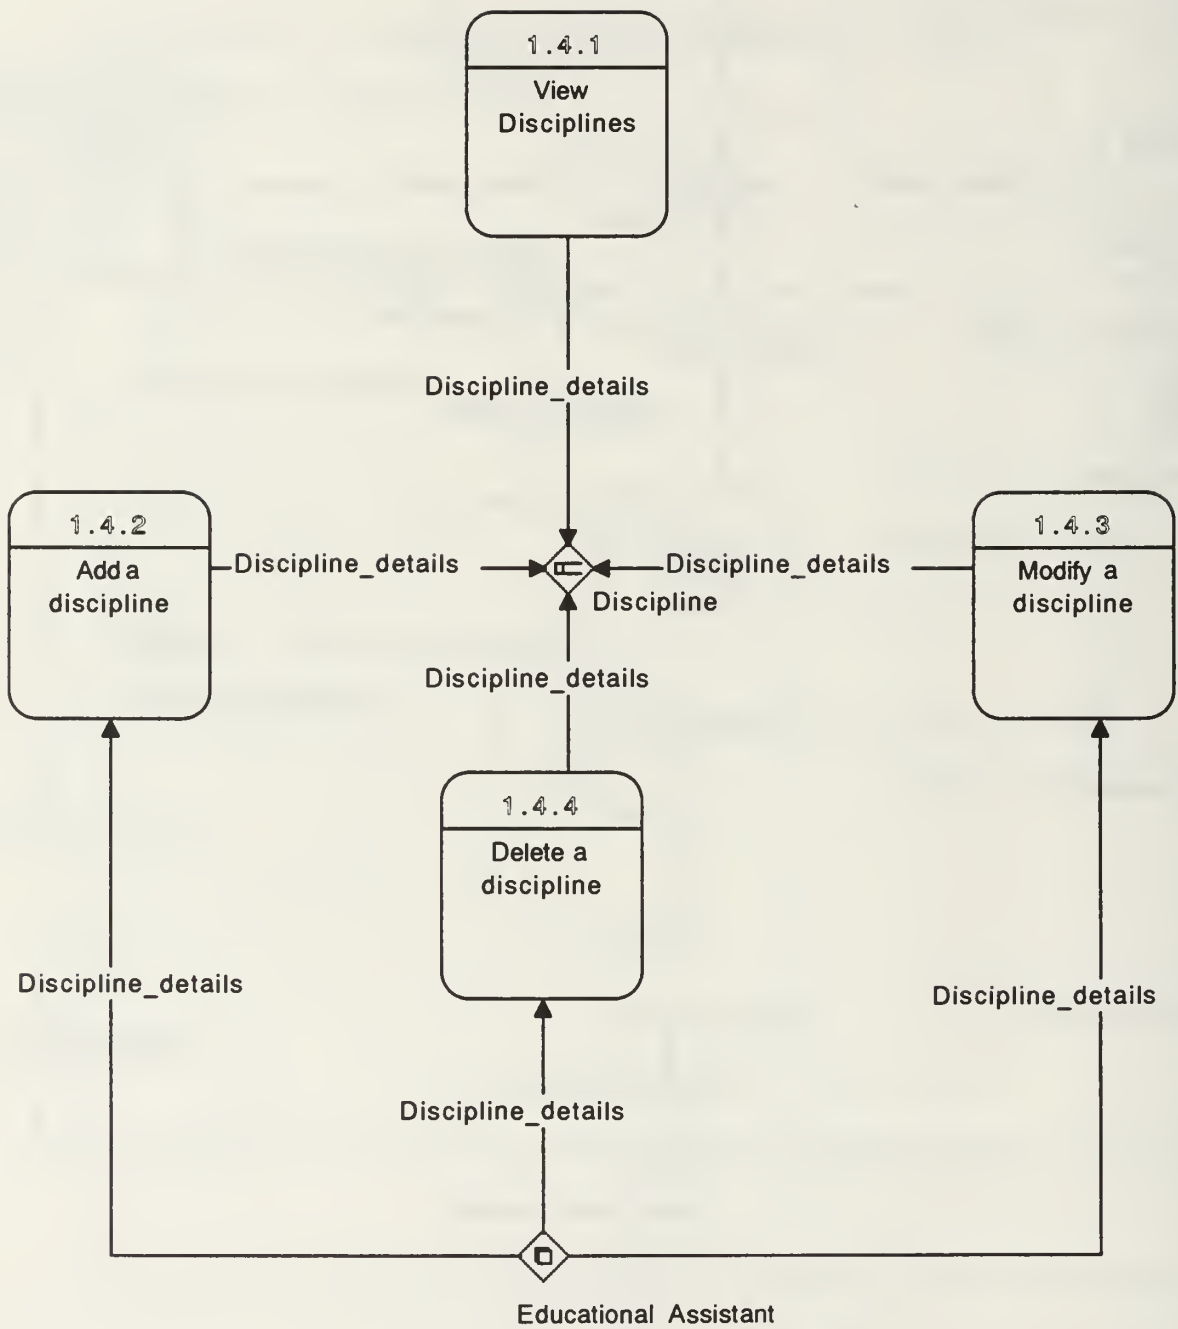 1.4.1
View
Disciplines
Discipline_details
1.4.2
Add a
discipline
Discipline_details
Discipline_details
1.4.3
Modify a
discipline
Discipline
Discipline_details
1.4.4
Delete a
discipline
Discipline_details
Discipline_details
Discipline_details
Educational Assistant